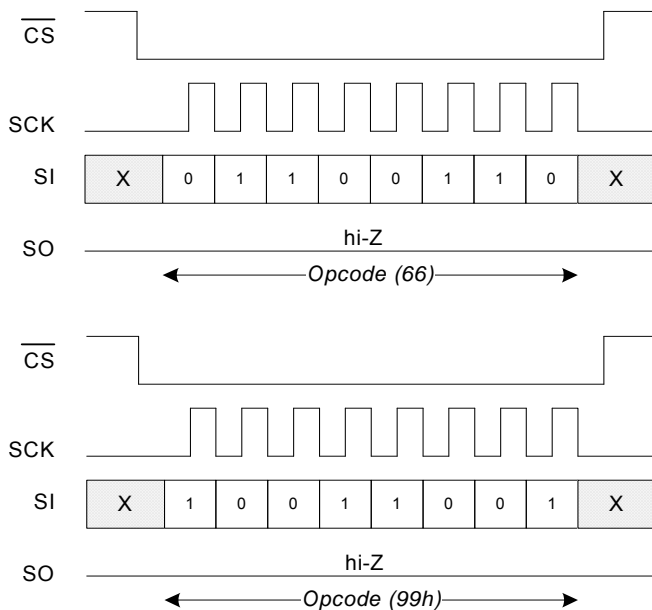 CS
SCK
SI X 0 1 1 0 0 1 1 0 X
SO hi-Z
Opcode (66)
CS
SCK
SI X 1 0 0 1 1 0 0 1 X
SO hi-Z
Opcode (99h)